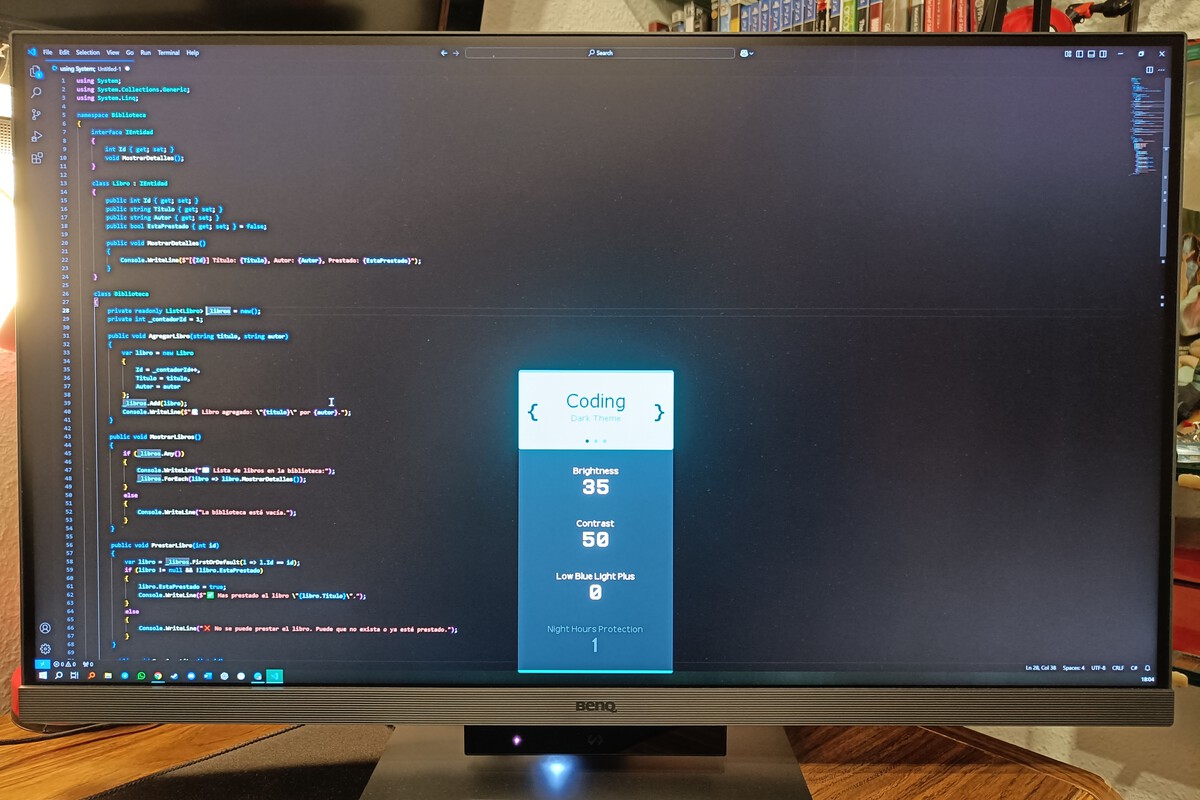 File Edit Selection View Go Run Terminal Help
Search
using System; Untitled-1
1 using System;
2 using System.Collections.Generic;
3 using System.Linq;
4
5 namespace Biblioteca
6 {
7 interface IEntidad
8 {
9 int Id { get; set; }
10 void MostrarDetalles();
11 }
12
13 class Libro : IEntidad
14 {
15 public int Id { get; set; }
16 public string Titulo { get; set; }
17 public string Autor { get; set; }
18 public bool EstaPrestado { get; set; } = false;
19
20 public void MostrarDetalles()
21 {
22 Console.WriteLine($"[{Id}] Título: {Titulo}, Autor: {Autor}, Prestado: {EstaPrestado}");
23 }
24 }
25
26 class Biblioteca
27 {
28 private readonly List<Libro> _libros = new();
29 private int _contadorId = 1;
30
31 public void AgregarLibro(string titulo, string autor)
32 {
33 var libro = new Libro
34 {
35 Id = _contadorId++,
36 Titulo = titulo,
37 Autor = autor
38 };
39 _libros.Add(libro);
40 Console.WriteLine($"📖 Libro agregado: \"{titulo}\" por {autor}.");
41 }
42
43 public void MostrarLibros()
44 {
45 if (_libros.Any())
46 {
47 Console.WriteLine("📖 Lista de libros en la biblioteca:");
48 _libros.ForEach(libro => libro.MostrarDetalles());
49 }
50 else
51 {
52 Console.WriteLine("La biblioteca está vacía.");
53 }
54 }
55
56 public void PrestarLibro(int id)
57 {
58 var libro = _libros.FirstOrDefault(l => l.Id == id);
59 if (libro != null && !libro.EstaPrestado)
60 {
61 libro.EstaPrestado = true;
62 Console.WriteLine($"✅ Has prestado el libro \"{libro.Titulo}\".");
63 }
64 else
65 {
66 Console.WriteLine("❌ No se puede prestar el libro. Puede que no exista o ya esté prestado.");
67 }
68 }
69
{ Coding }
Dark Theme
Brightness
35
Contrast
50
Low Blue Light Plus
0
Night Hours Protection
1
0 0 0
Ln 28, Col 38 Spaces: 4 UTF-8 CRLF C#
18:04
BenQ